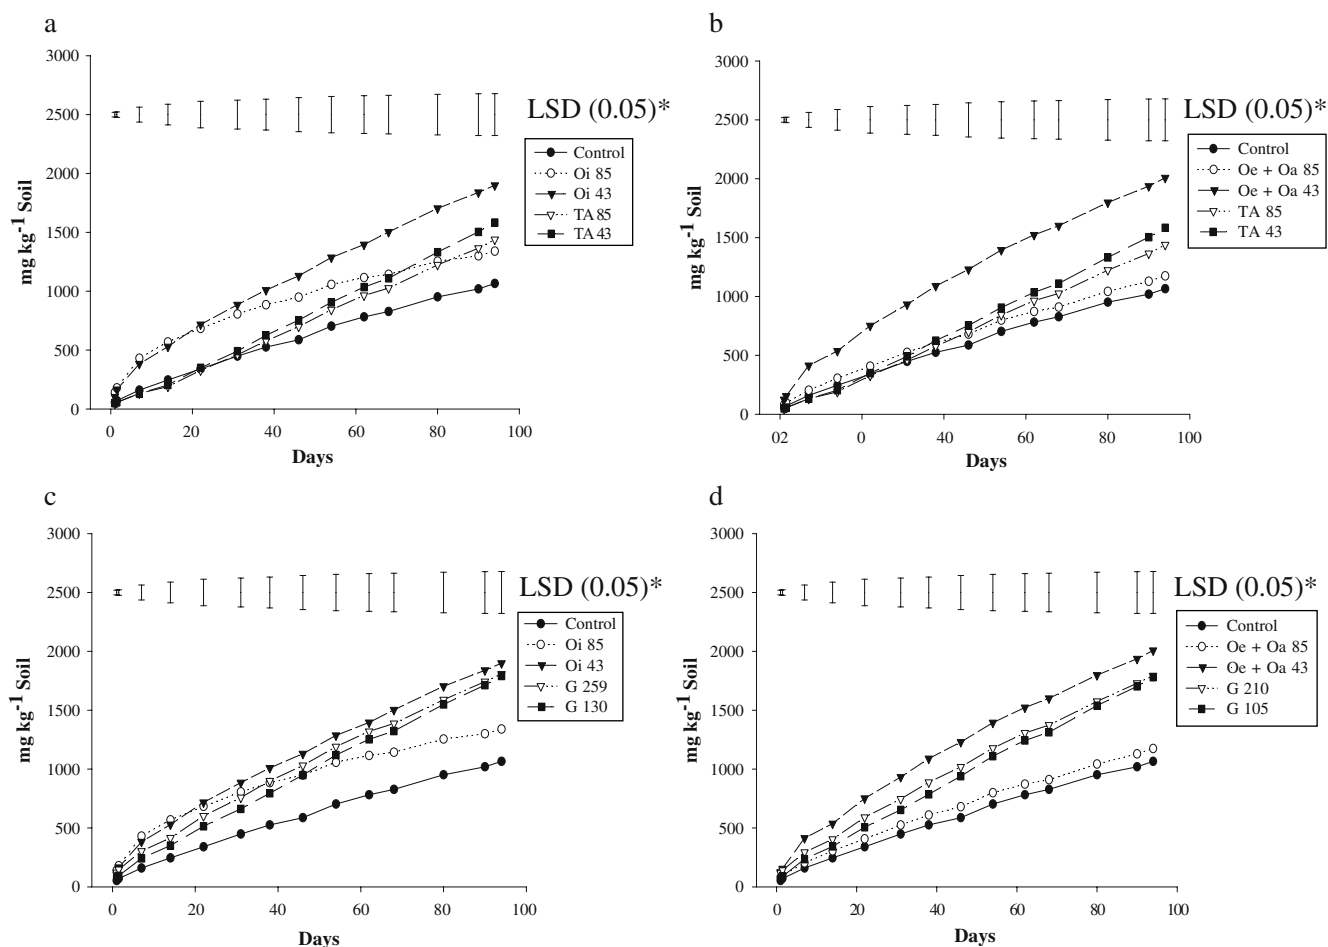 a
3000
2500
2000
1500
1000
500
0
mg kg-1 Soil
0 20 40 60 80 100
Days
LSD (0.05)*
Control
Oi 85
Oi 43
TA 85
TA 43
b
3000
2500
2000
1500
1000
500
0
mg kg-1 Soil
02 0 40 60 80 100
Days
LSD (0.05)*
Control
Oe + Oa 85
Oe + Oa 43
TA 85
TA 43
c
3000
2500
2000
1500
1000
500
0
mg kg-1 Soil
0 20 40 60 80 100
Days
LSD (0.05)*
Control
Oi 85
Oi 43
G 259
G 130
d
3000
2500
2000
1500
1000
500
0
mg kg-1 Soil
0 20 40 60 80 100
Days
LSD (0.05)*
Control
Oe + Oa 85
Oe + Oa 43
G 210
G 105